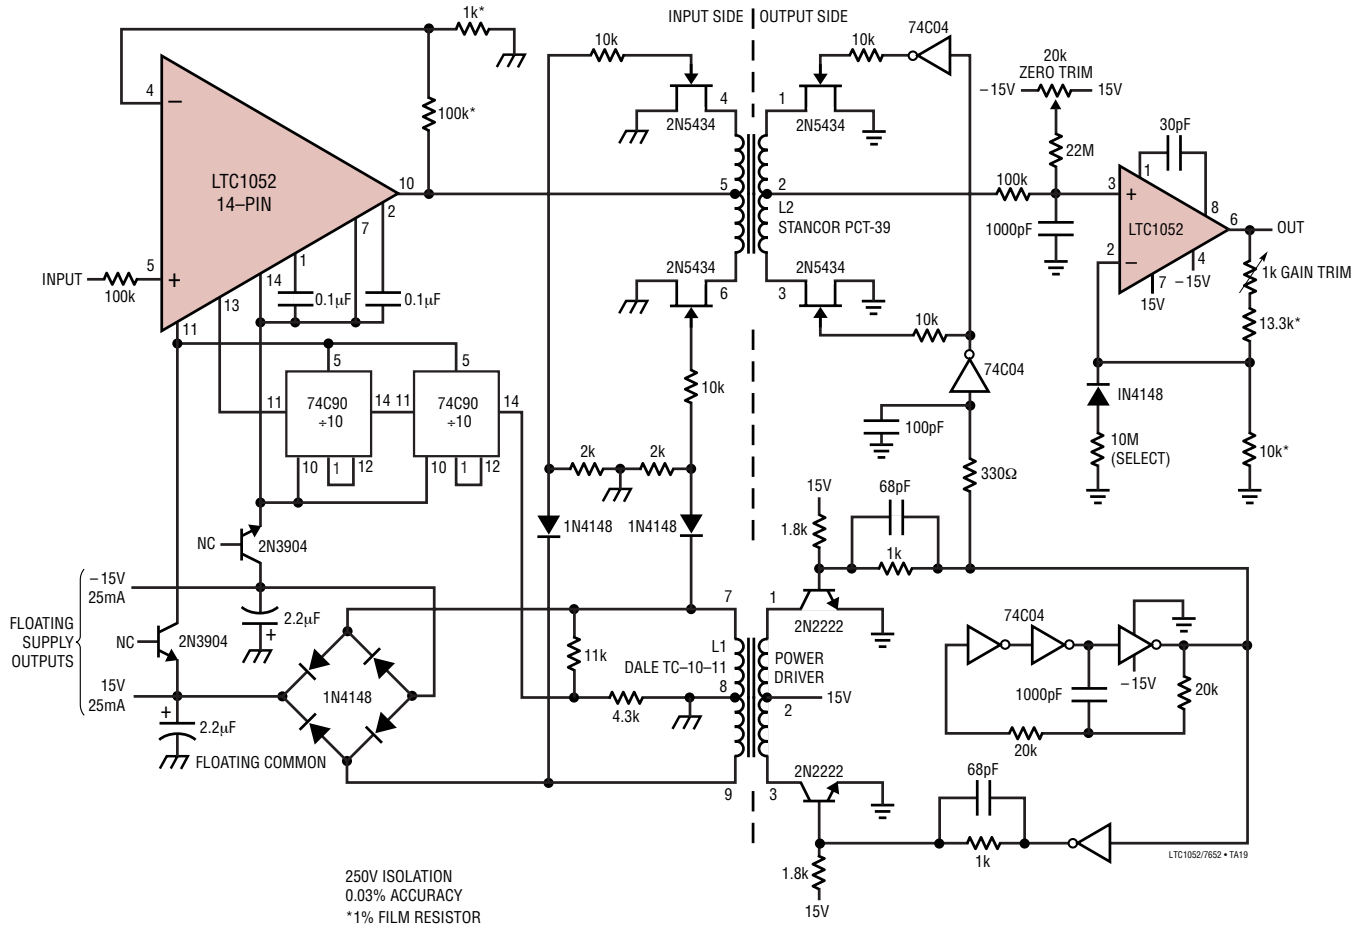 1k*
INPUT SIDE
OUTPUT SIDE
74C04
10k
10k
20k
ZERO TRIM
–15V
15V
4
–
100k*
4
2N5434
1
2N5434
22M
30pF
LTC1052
14–PIN
10
5
2
100k
3
+
1
8
6
OUT
2
7
L2
STANCOR PCT-39
1000pF
LTC1052
2
–
4
–15V
7
15V
1k GAIN TRIM
INPUT
100k
5
+
14
1
13
11
0.1µF
0.1µF
2N5434
6
2N5434
3
10k
13.3k*
5
5
74C90
÷10
74C90
÷10
11
14
11
14
10
1
12
10
1
12
10k
74C04
100pF
IN4148
10M
(SELECT)
10k*
2k
2k
330Ω
15V
68pF
1.8k
1k
1N4148
1N4148
NC
2N3904
–15V
25mA
FLOATING
SUPPLY
OUTPUTS
2.2µF
+
NC
2N3904
15V
25mA
+
2.2µF
FLOATING COMMON
1N4148
11k
4.3k
7
L1
DALE TC–10–11
8
9
1
2N2222
POWER
DRIVER
15V
2
3
2N2222
74C04
1000pF
–15V
20k
20k
68pF
1k
1.8k
15V
LTC1052/7652 • TA19
250V ISOLATION
0.03% ACCURACY
*1% FILM RESISTOR